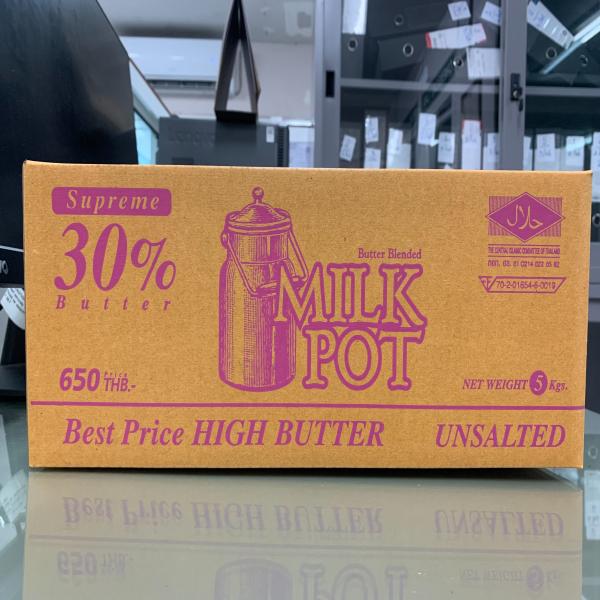 Supreme
30%
Butter
Butter Blended
MILK
POT
حلال
THE CENTRAL ISLAMIC COMMITTEE OF THAILAND
70-2-01654-6-0019
650 Price THB.-
NET WEIGHT 5 Kgs.
Best Price HIGH BUTTER
UNSALTED